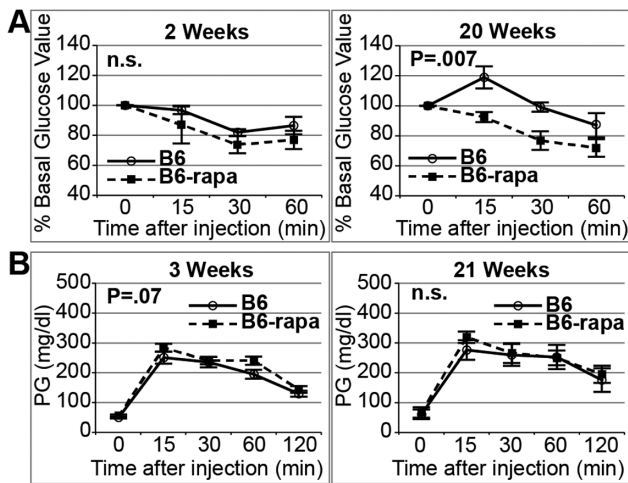 A
2 Weeks
% Basal Glucose Value
140
120
100
80
60
40
n.s.
B6
B6-rapa
0 15 30 60
Time after injection (min)
20 Weeks
% Basal Glucose Value
140
120
100
80
60
40
P=.007
B6
B6-rapa
0 15 30 60
Time after injection (min)
B
3 Weeks
PG (mg/dl)
500
400
300
200
100
0
P=.07
B6
B6-rapa
0 15 30 60 120
Time after injection (min)
21 Weeks
PG (mg/dl)
500
400
300
200
100
0
n.s.
B6
B6-rapa
0 15 30 60 120
Time after injection (min)